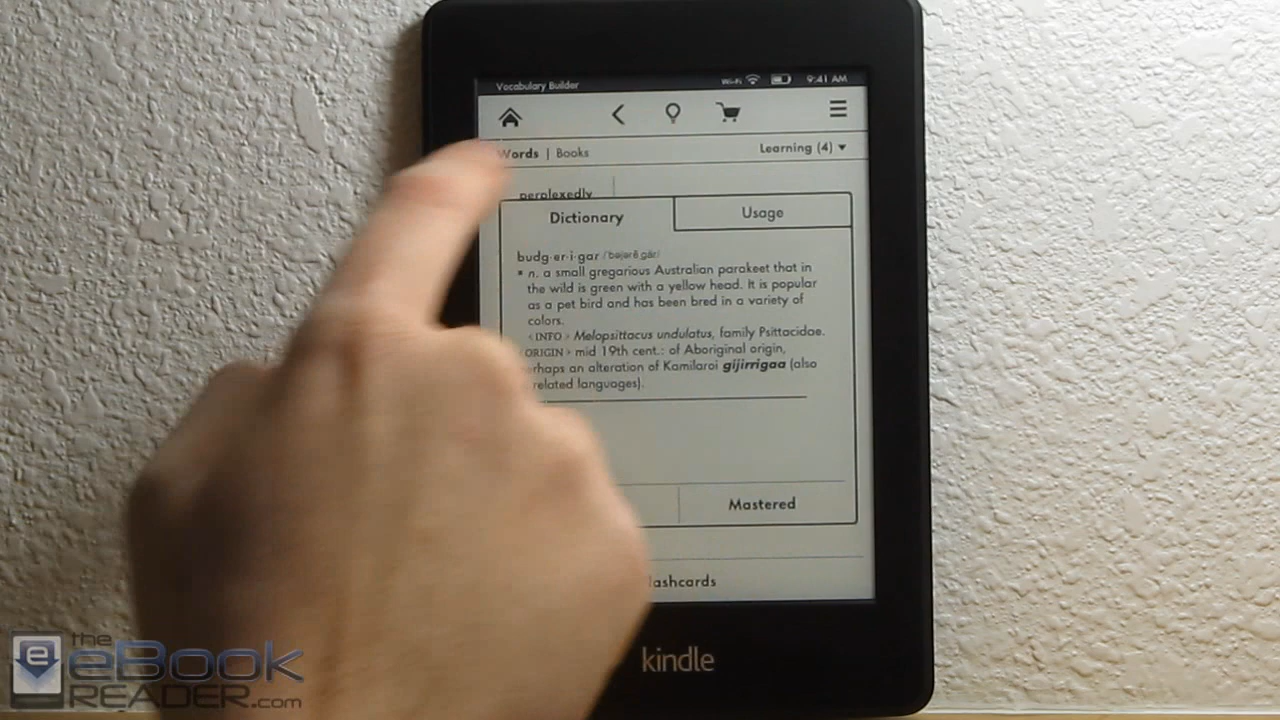 Vocabulary Builder Wi-Fi 9:41 AM
Words | Books Learning (4)
perplexedly
Dictionary Usage
budg·er·i·gar
n. a small gregarious Australian parakeet that in
the wild is green with a yellow head. It is popular
as a pet bird and has been bred in a variety of
colors.
‹INFO› Melopsittacus undulatus, family Psittacidae.
‹ORIGIN› mid 19th cent.: of Aboriginal origin,
an alteration of Kamilaroi gijirrigaa (also
related languages).
Mastered
kindle
the
eBook
READER.com